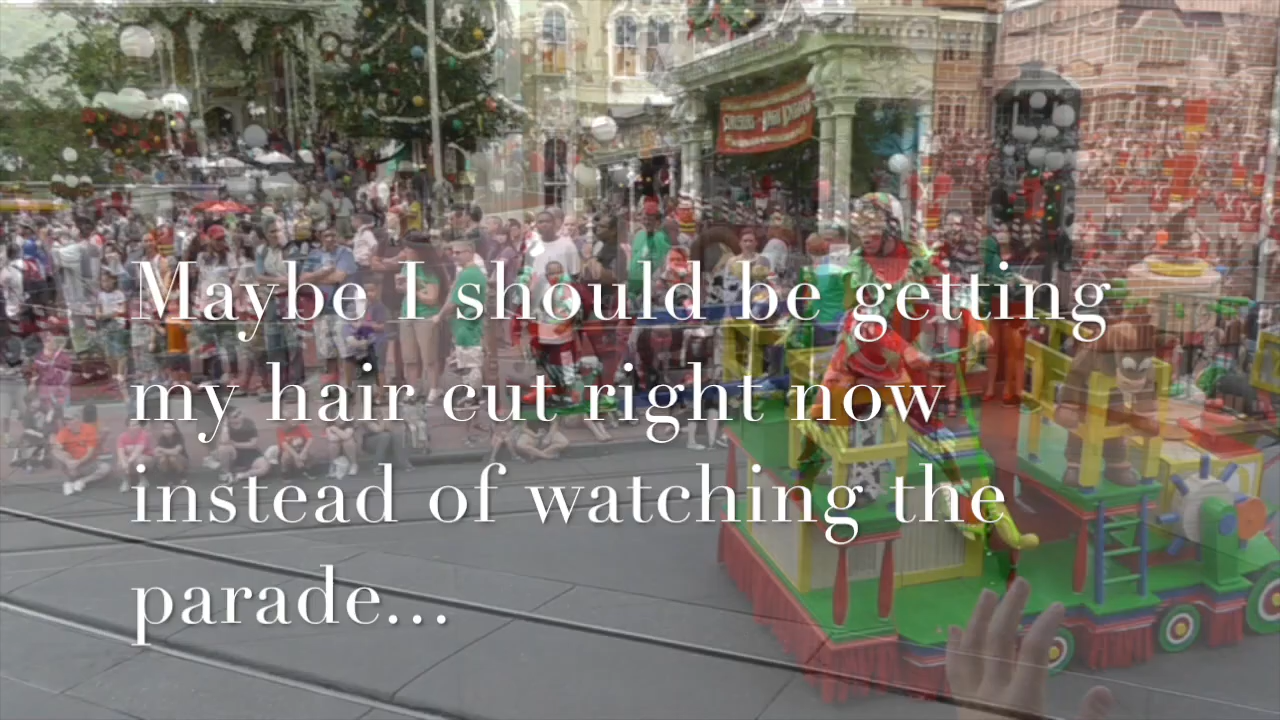 Maybe I should be getting
my hair cut right now
instead of watching the
parade...